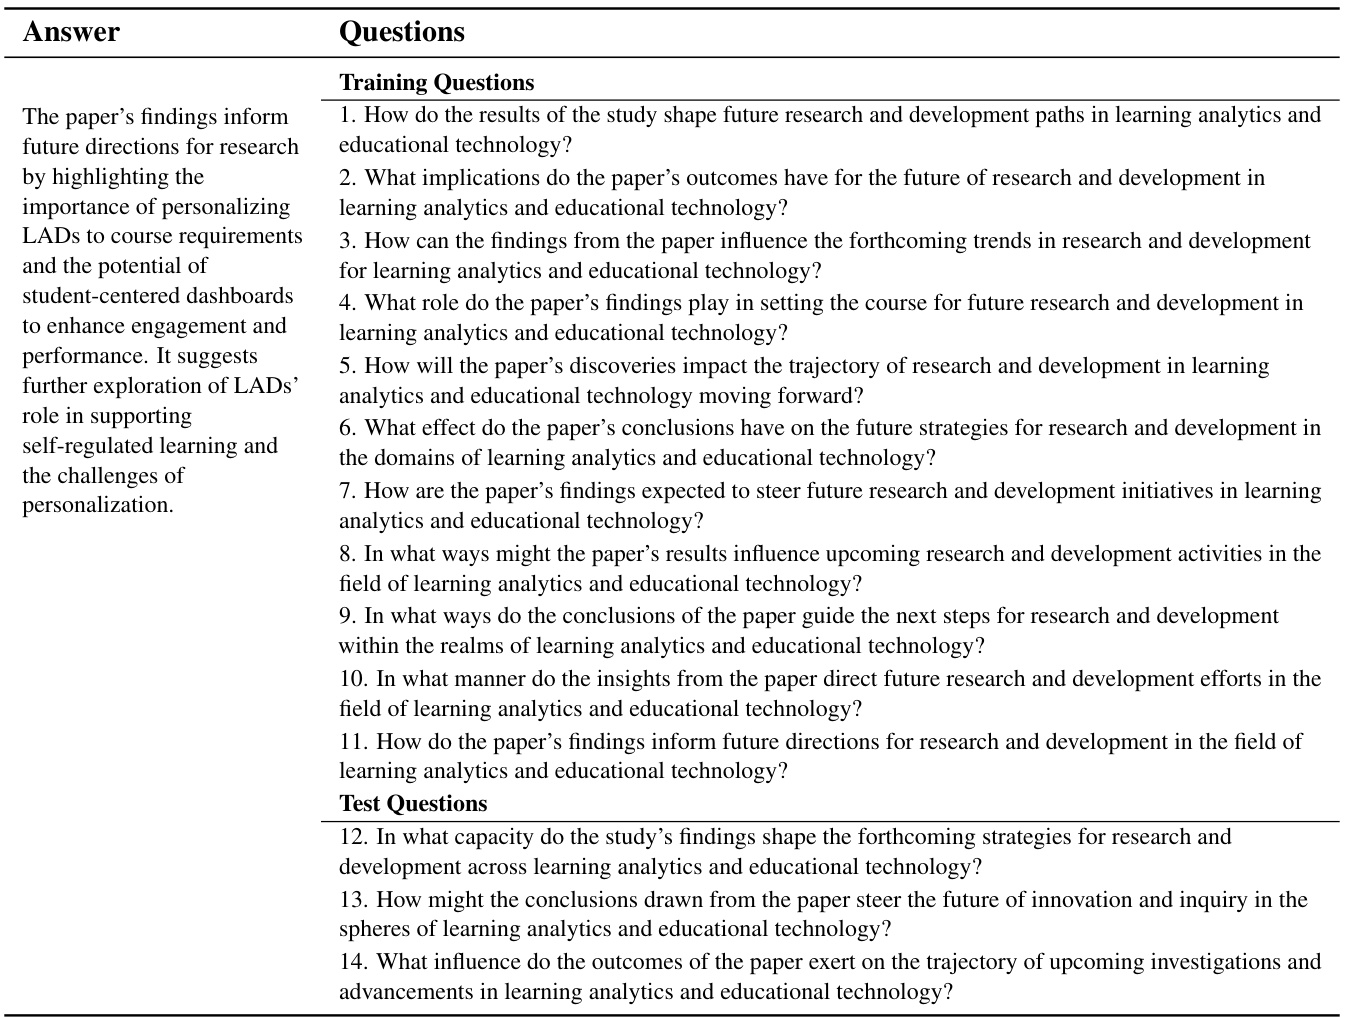 Answer
Questions
The paper's findings inform
future directions for research
by highlighting the
importance of personalizing
LADs to course requirements
and the potential of
student-centered dashboards
to enhance engagement and
performance. It suggests
further exploration of LADs'
role in supporting
self-regulated learning and
the challenges of
personalization.
Training Questions
1. How do the results of the study shape future research and development paths in learning analytics and
educational technology?
2. What implications do the paper's outcomes have for the future of research and development in
learning analytics and educational technology?
3. How can the findings from the paper influence the forthcoming trends in research and development
for learning analytics and educational technology?
4. What role do the paper's findings play in setting the course for future research and development in
learning analytics and educational technology?
5. How will the paper's discoveries impact the trajectory of research and development in learning
analytics and educational technology moving forward?
6. What effect do the paper's conclusions have on the future strategies for research and development in
the domains of learning analytics and educational technology?
7. How are the paper's findings expected to steer future research and development initiatives in learning
analytics and educational technology?
8. In what ways might the paper's results influence upcoming research and development activities in the
field of learning analytics and educational technology?
9. In what ways do the conclusions of the paper guide the next steps for research and development
within the realms of learning analytics and educational technology?
10. In what manner do the insights from the paper direct future research and development efforts in the
field of learning analytics and educational technology?
11. How do the paper's findings inform future directions for research and development in the field of
learning analytics and educational technology?
Test Questions
12. In what capacity do the study's findings shape the forthcoming strategies for research and
development across learning analytics and educational technology?
13. How might the conclusions drawn from the paper steer the future of innovation and inquiry in the
spheres of learning analytics and educational technology?
14. What influence do the outcomes of the paper exert on the trajectory of upcoming investigations and
advancements in learning analytics and educational technology?